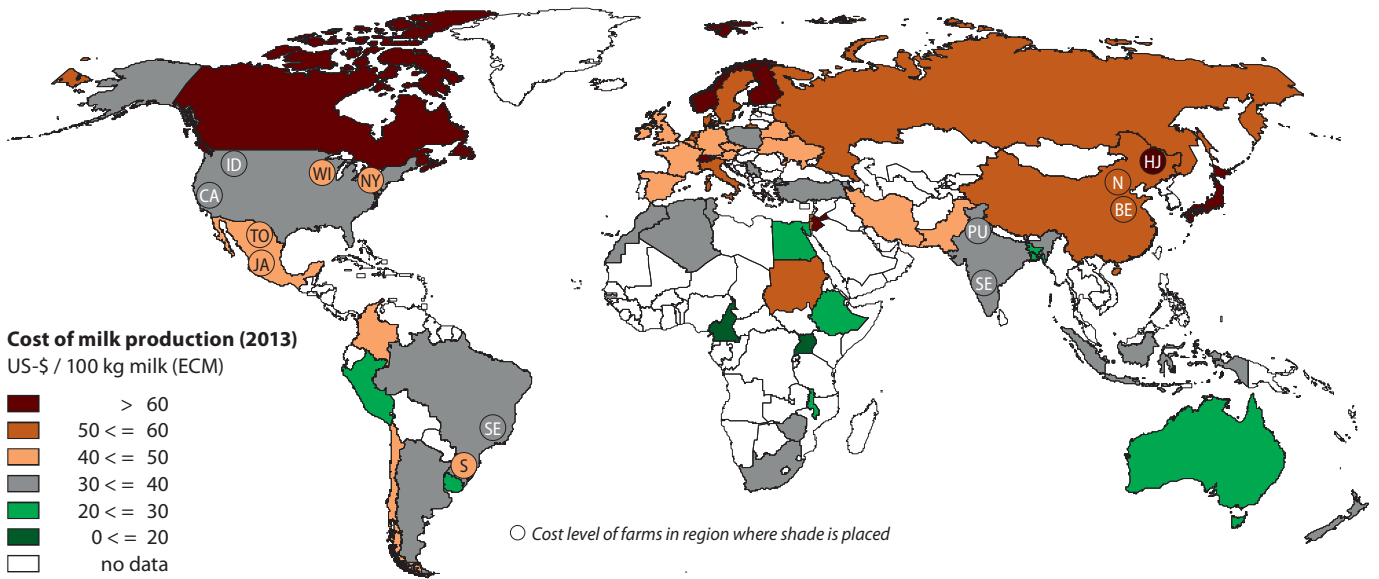 HJ
ID
WI
NY
N
CA
BE
TO
PU
JA
SE
Cost of milk production (2013)
US-$ / 100 kg milk (ECM)
> 60
50 < = 60
40 < = 50
30 < = 40
20 < = 30
0 < = 20
no data
SE
S
Cost level of farms in region where shade is placed